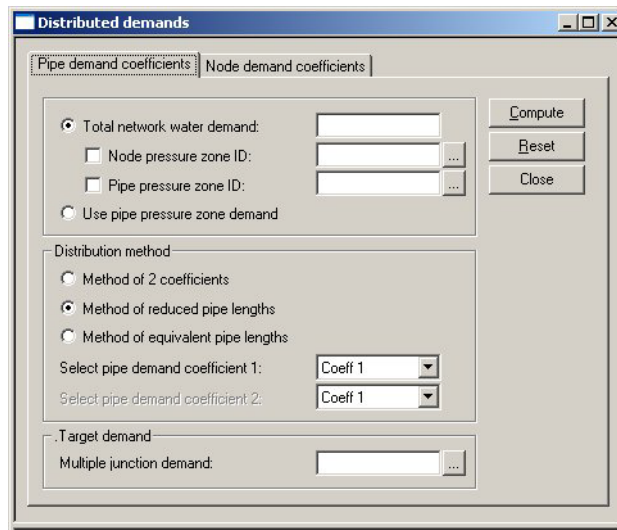 Distributed demands
Pipe demand coefficients Node demand coefficients
Total network water demand:
Compute
Node pressure zone ID: ...
Reset
Pipe pressure zone ID: ...
Close
Use pipe pressure zone demand
Distribution method
Method of 2 coefficients
Method of reduced pipe lengths
Method of equivalent pipe lengths
Select pipe demand coefficient 1: Coeff 1
Select pipe demand coefficient 2: Coeff 1
.Target demand
Multiple junction demand: ...